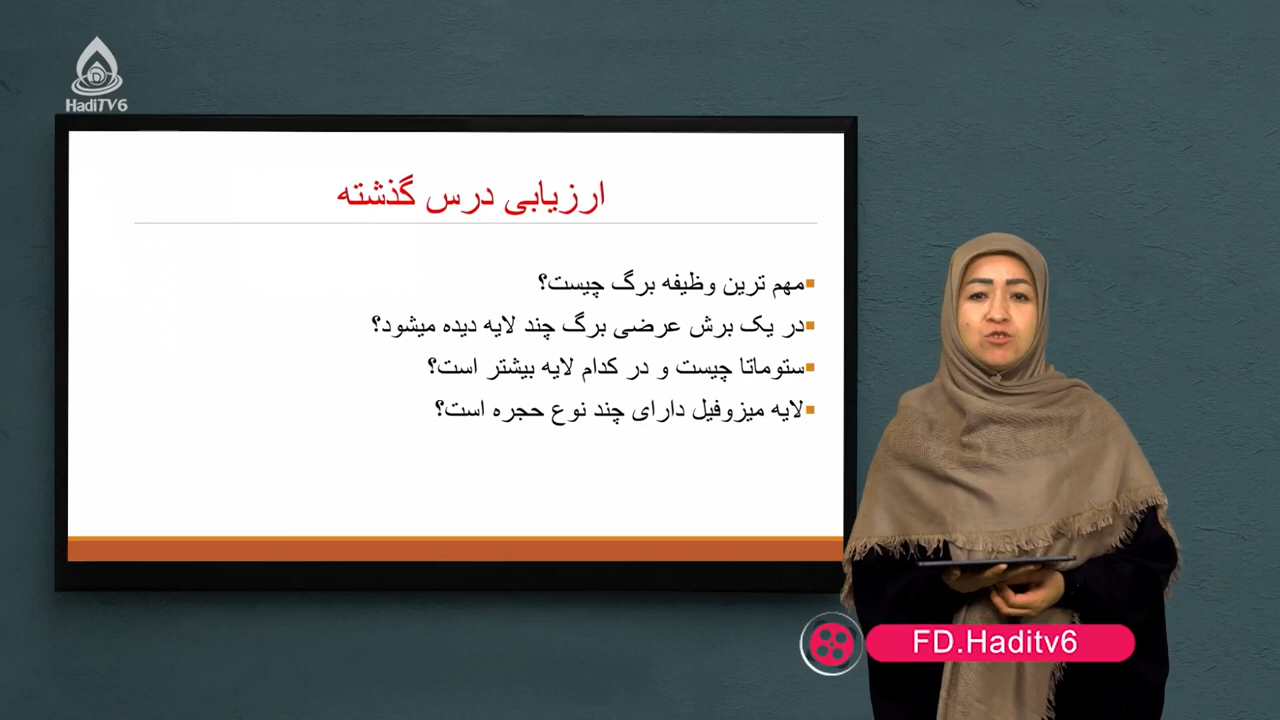 HadiTV6
ارزیابی درس گذشته
مهم ترین وظیفه برگ چیست؟
در یک برش عرضی برگ چند لایه دیده میشود؟
ستوماتا چیست و در کدام لایه بیشتر است؟
لایه میزوفیل دارای چند نوع حجره است؟
FD.Haditv6